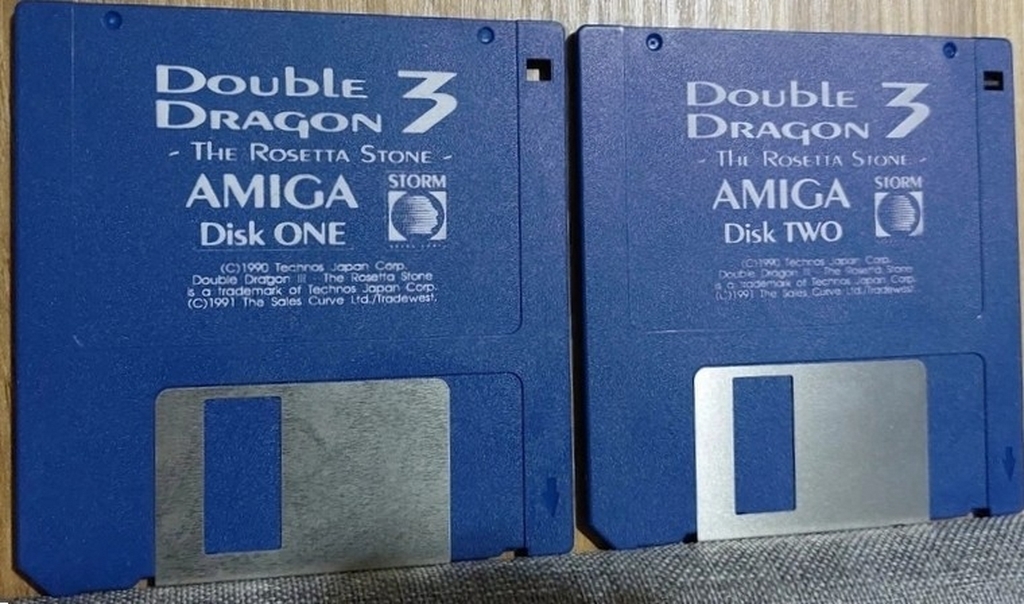 Double
Dragon 3
- The Rosetta Stone -
AMIGA
STORM
Disk ONE
(C)1990 Technos Japan Corp.
Double Dragon III The Rosetta Stone
is a trademark of Technos Japan Corp.
(C)1991 The Sales Curve Ltd./Tradewest.
Double
Dragon 3
- The Rosetta Stone -
AMIGA
STORM
Disk TWO
(C)1990 Technos Japan Corp.
Double Dragon III The Rosetta Stone
is a trademark of Technos Japan Corp.
(C)1991 The Sales Curve Ltd./Tradewest.